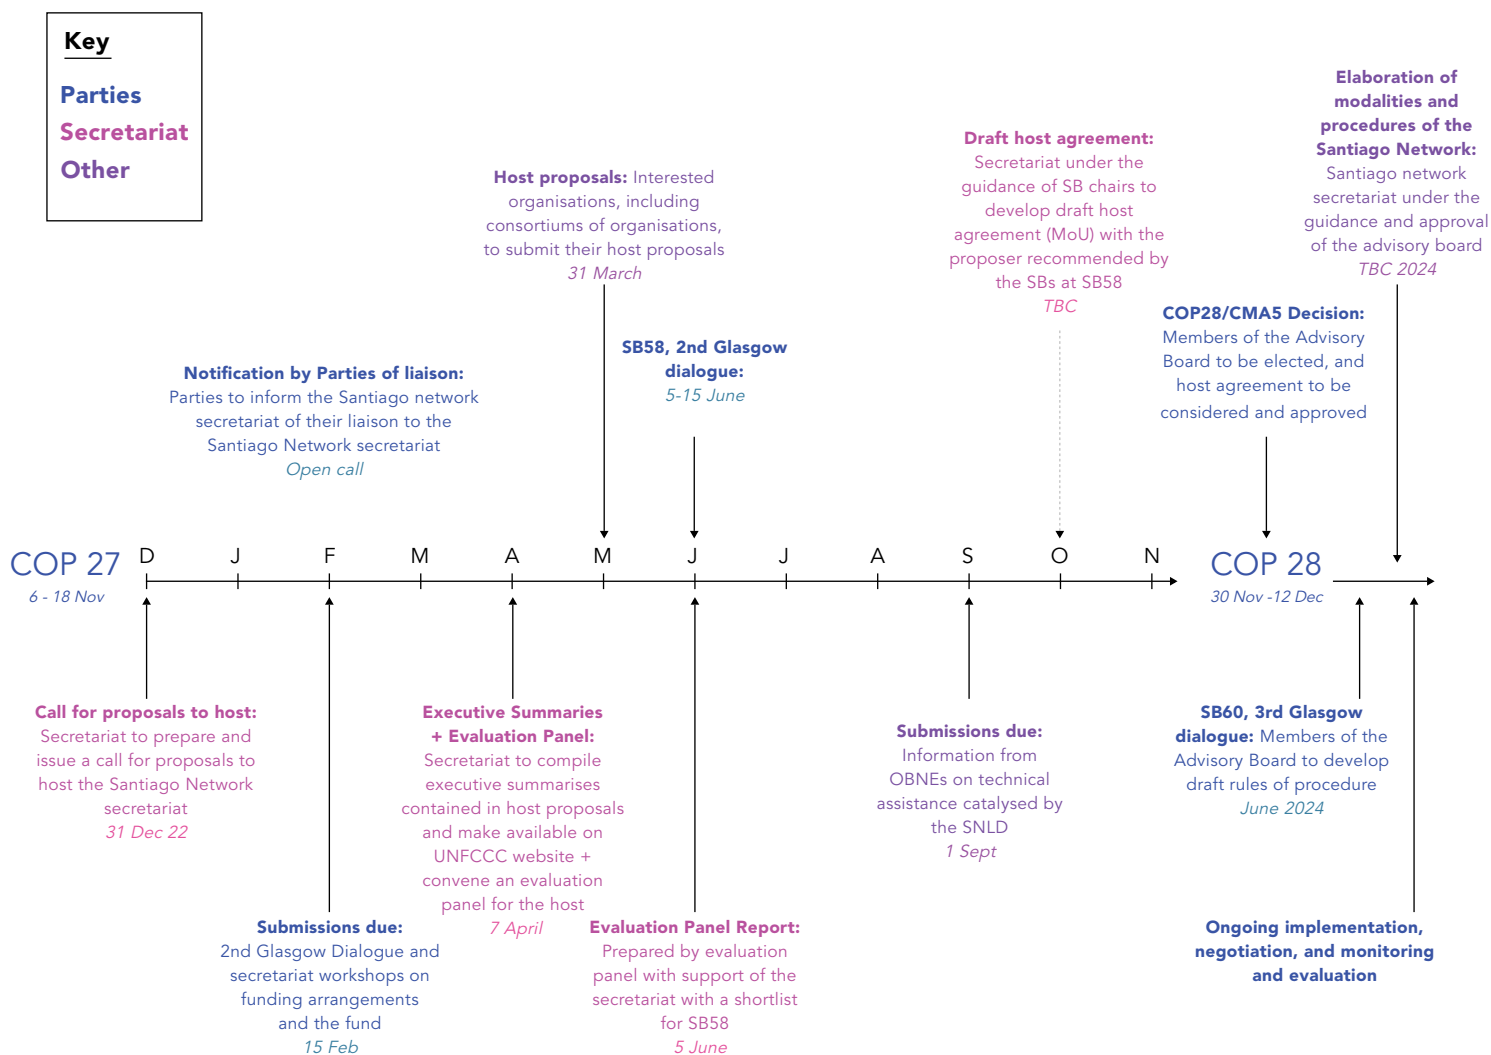 Key
Parties
Secretariat
Other
Notification by Parties of liaison:
Parties to inform the Santiago network
secretariat of their liaison to the
Santiago Network secretariat
Open call
Host proposals: Interested
organisations, including
consortiums of organisations,
to submit their host proposals
31 March
SB58, 2nd Glasgow
dialogue:
5-15 June
Draft host agreement:
Secretariat under the
guidance of SB chairs to
develop draft host
agreement (MoU) with the
proposer recommended by
the SBs at SB58
TBC
COP28/CMA5 Decision:
Members of the Advisory
Board to be elected, and
host agreement to be
considered and approved
Elaboration of
modalities and
procedures of the
Santiago Network:
Santiago network
secretariat under the
guidance and approval
of the advisory board
TBC 2024
COP 27
6 - 18 Nov
D J F M A M J J A S O N
COP 28
30 Nov -12 Dec
Call for proposals to host:
Secretariat to prepare and
issue a call for proposals to
host the Santiago Network
secretariat
31 Dec 22
Submissions due:
2nd Glasgow Dialogue and
secretariat workshops on
funding arrangements
and the fund
15 Feb
Executive Summaries
+ Evaluation Panel:
Secretariat to compile
executive summarises
contained in host proposals
and make available on
UNFCCC website +
convene an evaluation
panel for the host
7 April
Evaluation Panel Report:
Prepared by evaluation
panel with support of the
secretariat with a shortlist
for SB58
5 June
Submissions due:
Information from
OBNEs on technical
assistance catalysed by
the SNLD
1 Sept
SB60, 3rd Glasgow
dialogue: Members of the
Advisory Board to develop
draft rules of procedure
June 2024
Ongoing implementation,
negotiation, and monitoring
and evaluation